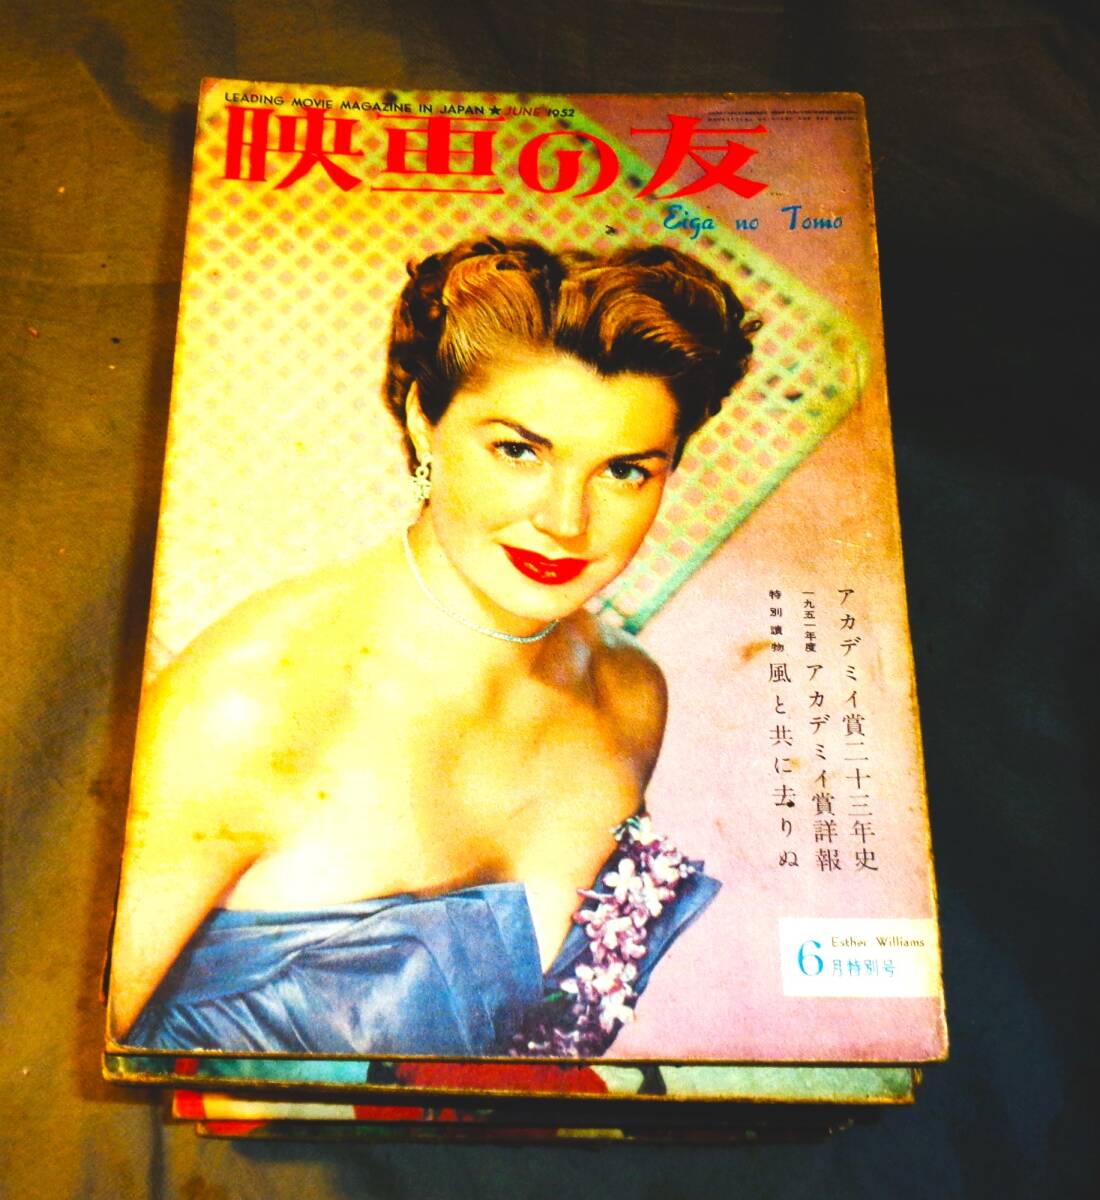 LEADING MOVIE MAGAZINE IN JAPAN ★ JUNE 1952
映画の友
Eiga no Tomo
アカデミイ賞二十三年史
一九五一年度 アカデミイ賞詳報
特別讀物 風と共に去りぬ
Esther Williams
6月特別号